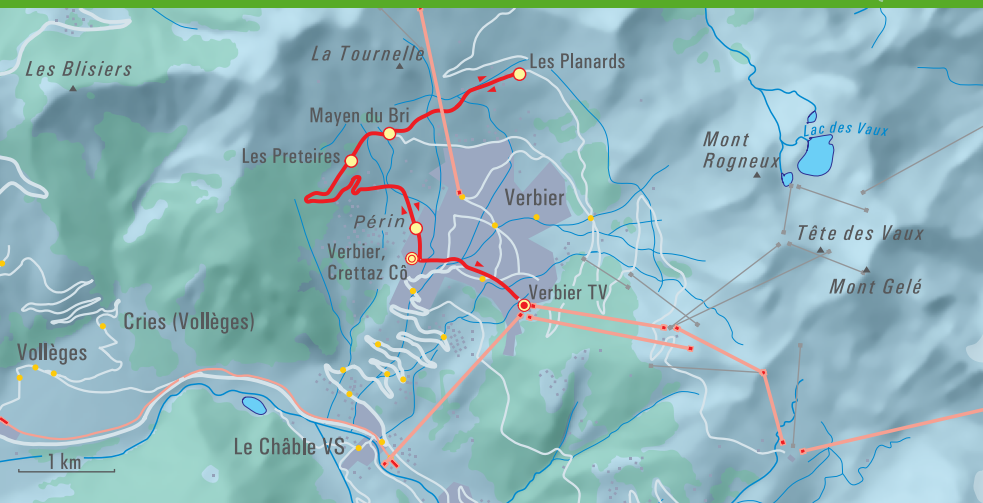 La Tournelle
Les Planards
Les Blisiers
Mayen du Bri
Lac des Vaux
Mont
Rogneux
Les Preteires
Verbier
Périn
Tête des Vaux
Verbier,
Crettaz Cô
Mont Gelé
Verbier TV
Cries (Vollèges)
Vollèges
Le Châble VS
1 km